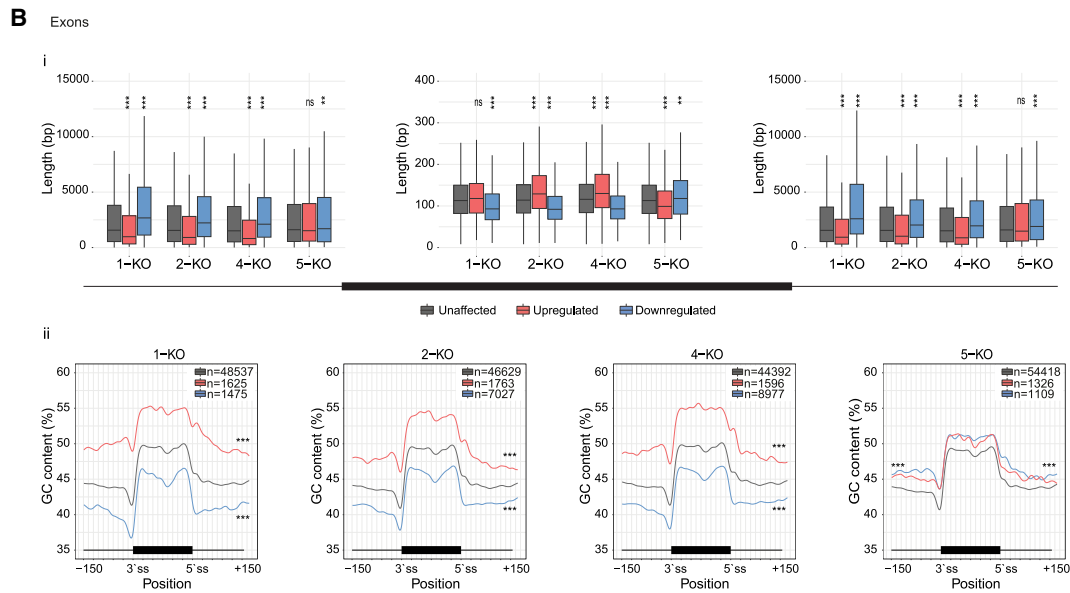 B Exons
i
15000 10000 5000 0
Length (bp)
*** *** *** *** *** *** ns **
1−KO 2−KO 4−KO 5−KO
400 300 200 100 0
Length (bp)
ns *** *** *** *** *** *** **
1−KO 2−KO 4−KO 5−KO
15000 10000 5000 0
Length (bp)
*** *** *** *** *** *** ns ***
1−KO 2−KO 4−KO 5−KO
Unaffected Upregulated Downregulated
ii
1−KO
60 55 50 45 40 35
GC content (%)
n=48537
n=1625
n=1475
***
***
−150 3`ss 5`ss +150
Position
2−KO
60 55 50 45 40 35
GC content (%)
n=46629
n=1763
n=7027
***
***
−150 3`ss 5`ss +150
Position
4−KO
60 55 50 45 40 35
GC content (%)
n=44392
n=1596
n=8977
***
***
−150 3`ss 5`ss +150
Position
5−KO
60 55 50 45 40 35
GC content (%)
n=54418
n=1326
n=1109
*** ***
−150 3`ss 5`ss +150
Position